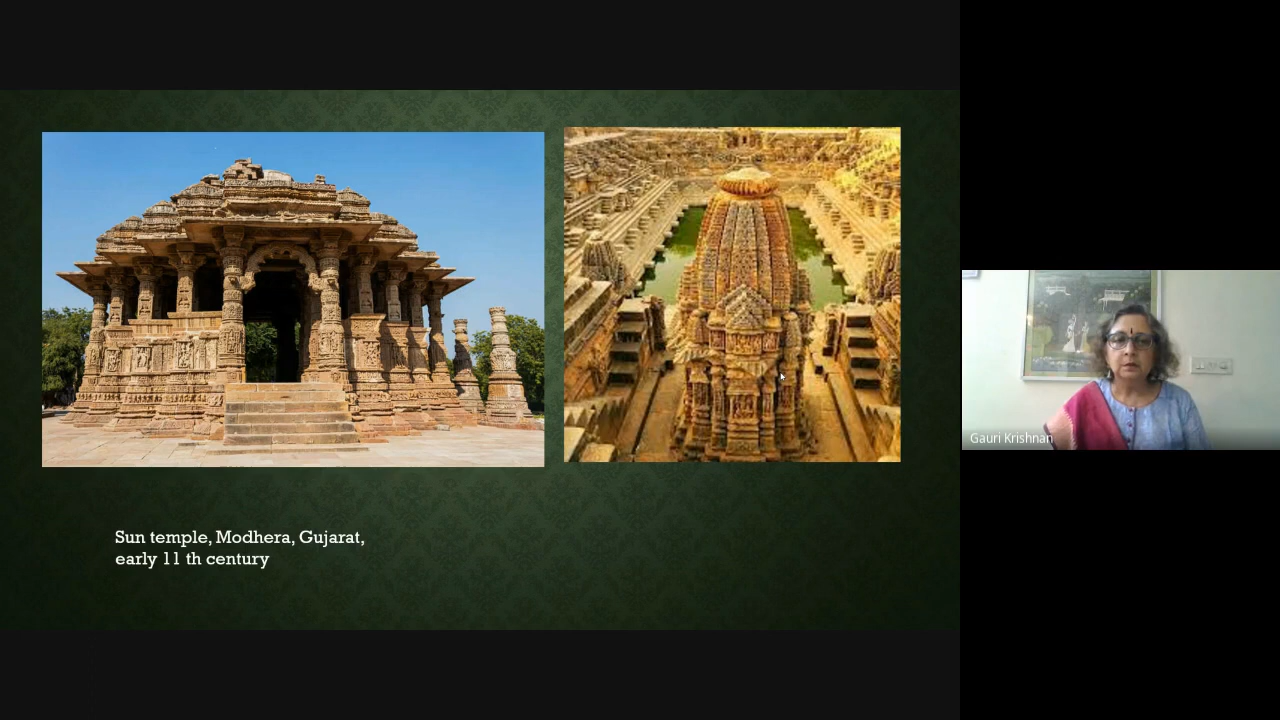 Sun temple, Modhera, Gujarat,
early 11 th century
Gauri Krishnan